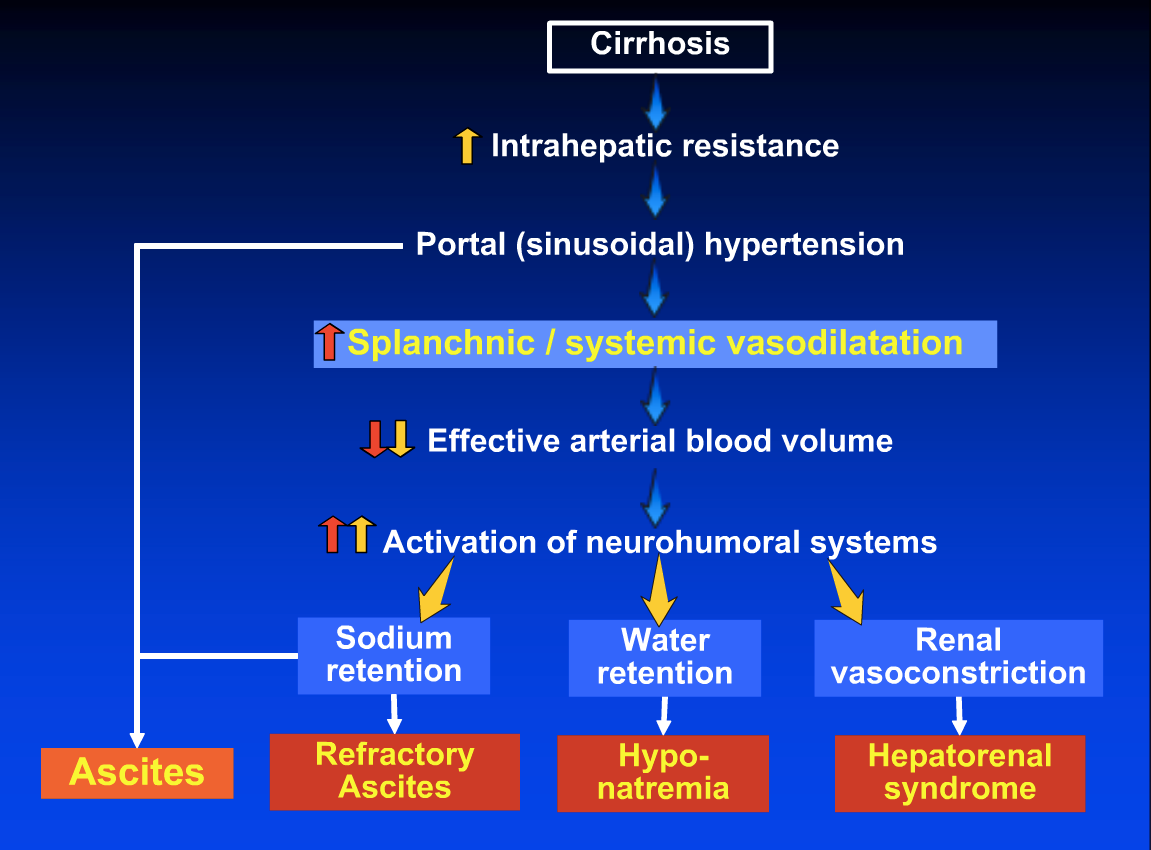 Cirrhosis
Intrahepatic resistance
Portal (sinusoidal) hypertension
Splanchnic / systemic vasodilatation
Effective arterial blood volume
Activation of neurohumoral systems
Sodium
retention
Water
retention
Renal
vasoconstriction
Ascites
Refractory
Ascites
Hypo-
natremia
Hepatorenal
syndrome